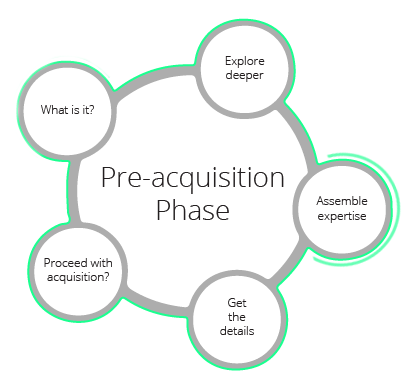 Explore
deeper
What is it?
Pre-acquisition
Phase
Assemble
expertise
Proceed with
acquisition?
Get
the
details